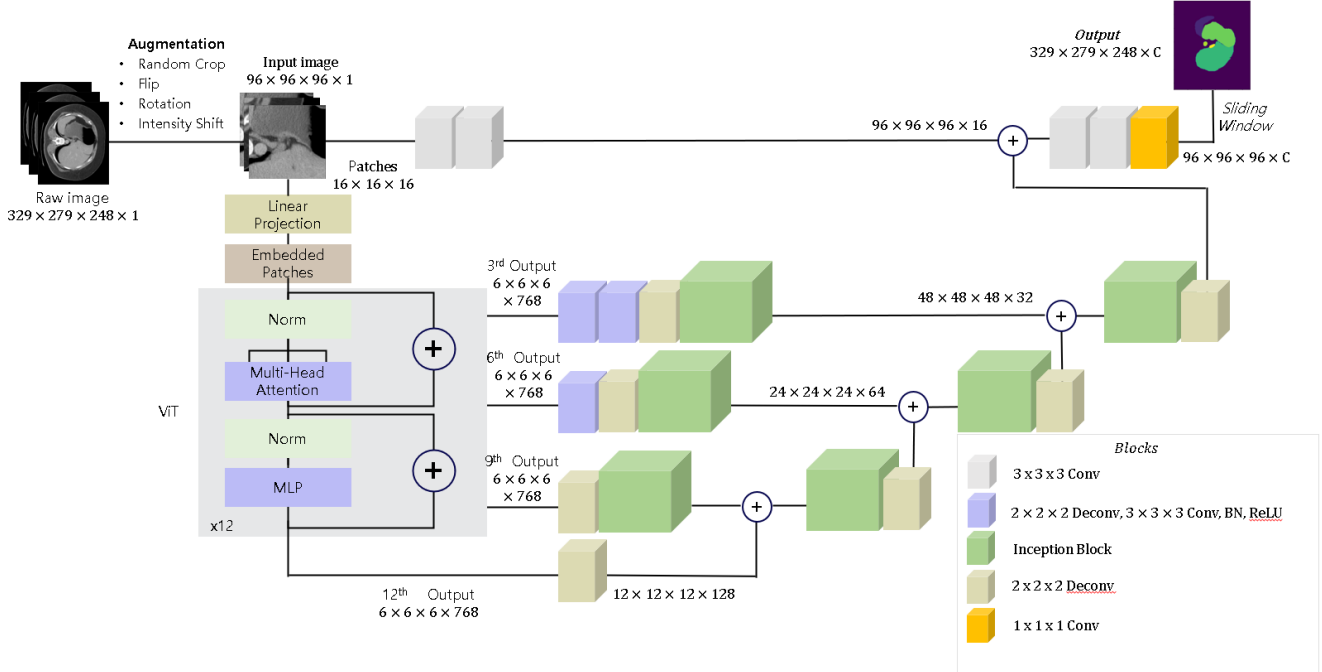 Augmentation
• Random Crop
• Flip
• Rotation
• Intensity Shift
Input image
96 × 96 × 96 × 1
Output
329 × 279 × 248 × C
Sliding
Window
96 × 96 × 96 × 16
96 × 96 × 96 × C
Patches
16 × 16 × 16
Raw image
329 × 279 × 248 × 1
Linear
Projection
Embedded
Patches
3rd Output
6 × 6 × 6
× 768
48 × 48 × 48 × 32
Norm
Multi-Head
Attention
6th Output
6 × 6 × 6
× 768
24 × 24 × 24 × 64
ViT
Norm
MLP
x12
9th Output
6 × 6 × 6
× 768
12th Output
6 × 6 × 6 × 768
12 × 12 × 12 × 128
Blocks
3 x 3 x 3 Conv
2 × 2 × 2 Deconv, 3 × 3 × 3 Conv, BN, ReLU
Inception Block
2 x 2 x 2 Deconv
1 x 1 x 1 Conv